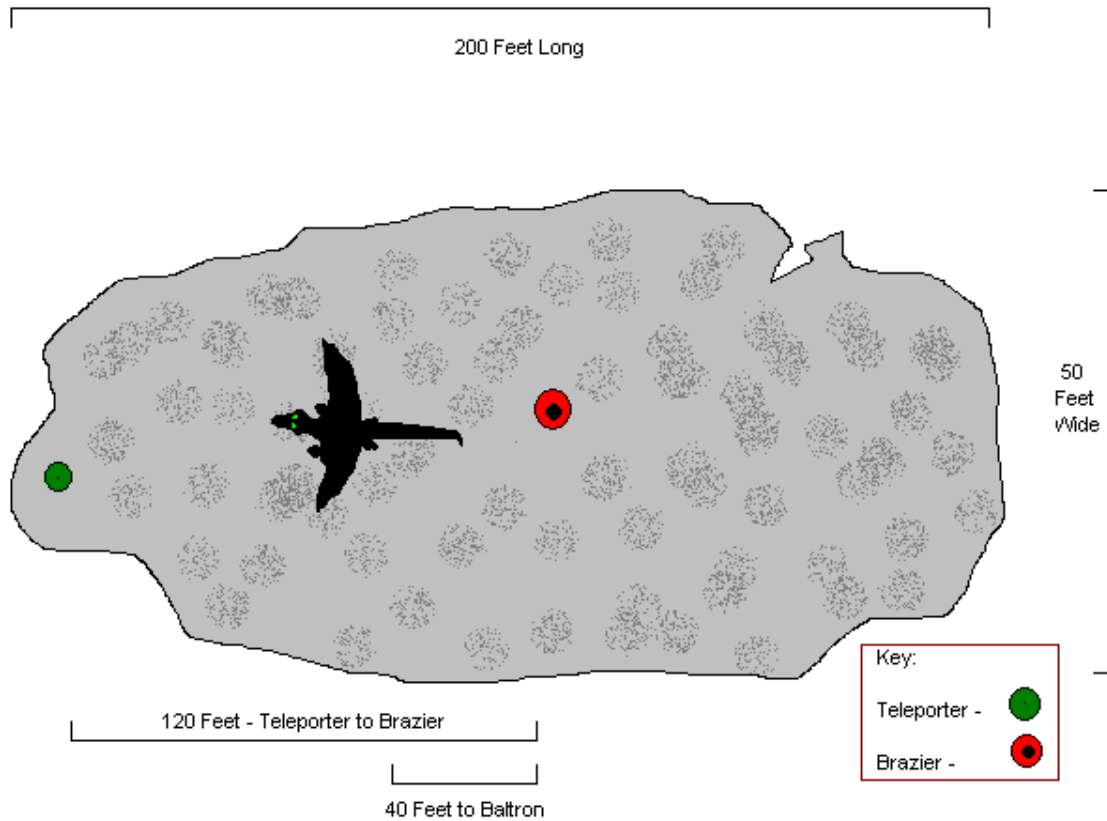 200 Feet Long
50
Feet
Wide
Key:
Teleporter -
Brazier -
120 Feet - Teleporter to Brazier
40 Feet to Baltron